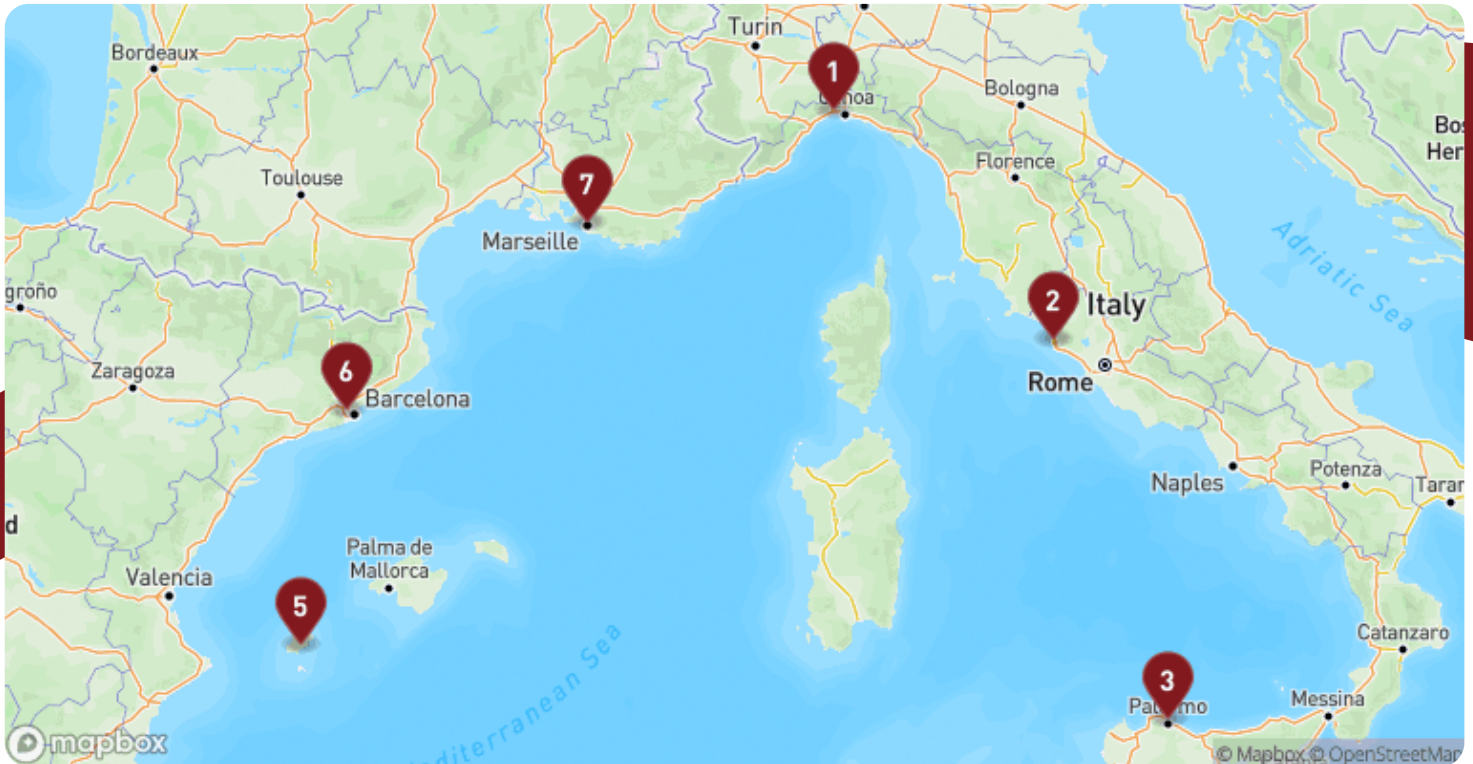 Turin
Bordeaux
1
Genoa
Bologna
Bos
Her
Florence
Toulouse
7
Marseille
Adriatic Sea
groño
2
Italy
Zaragoza
6
Rome
Barcelona
Naples
Potenza
Taran
d
Palma de
Mallorca
Valencia
5
Catanzaro
Mediterranean Sea
3
Palermo
Messina
mapbox
© Mapbox © OpenStreetMap